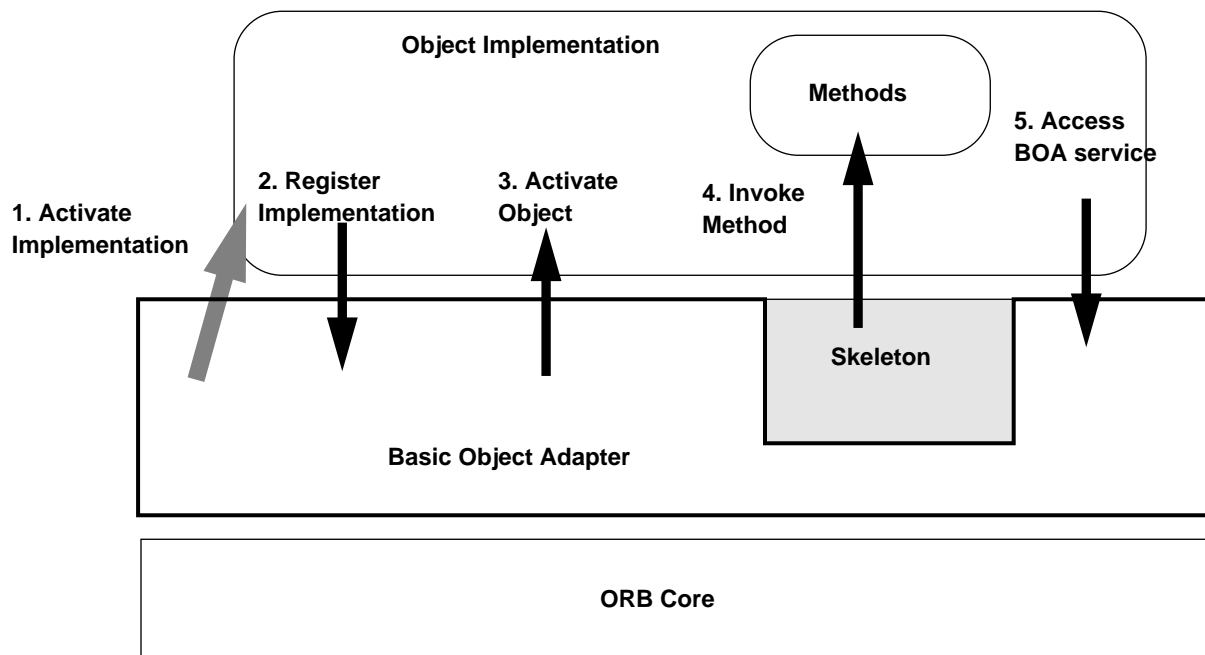 Object Implementation
Methods
5. Access
BOA service
2. Register
Implementation
3. Activate
Object
4. Invoke
Method
1. Activate
Implementation
Skeleton
Basic Object Adapter
ORB Core